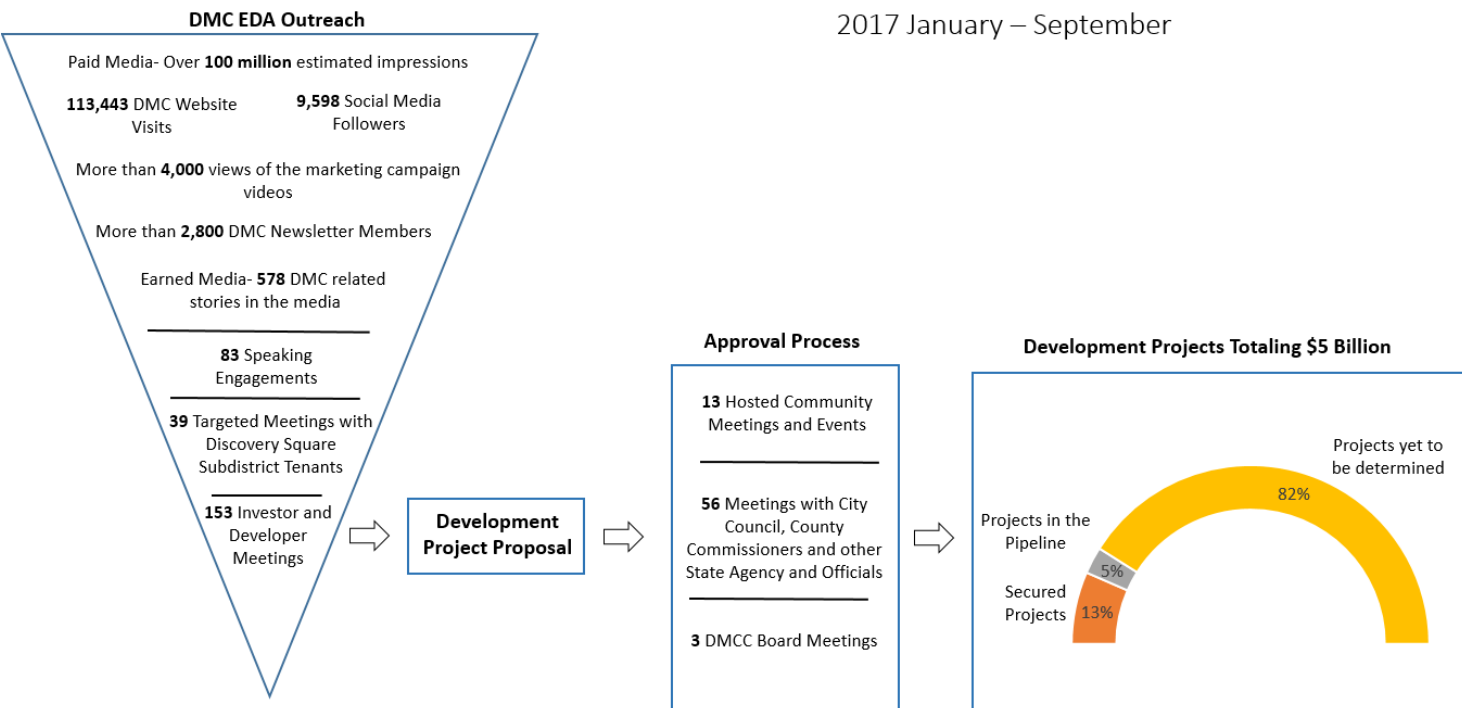 DMC EDA Outreach
2017 January – September
Paid Media- Over 100 million estimated impressions
113,443 DMC Website
Visits
9,598 Social Media
Followers
More than 4,000 views of the marketing campaign
videos
More than 2,800 DMC Newsletter Members
Earned Media- 578 DMC related
stories in the media
83 Speaking
Engagements
39 Targeted Meetings with
Discovery Square
Subdistrict Tenants
153 Investor and
Developer
Meetings
Development
Project Proposal
Approval Process
13 Hosted Community
Meetings and Events
56 Meetings with City
Council, County
Commissioners and other
State Agency and Officials
3 DMCC Board Meetings
Development Projects Totaling $5 Billion
Projects yet to
be determined
82%
Projects in the
Pipeline
5%
Secured
Projects
13%